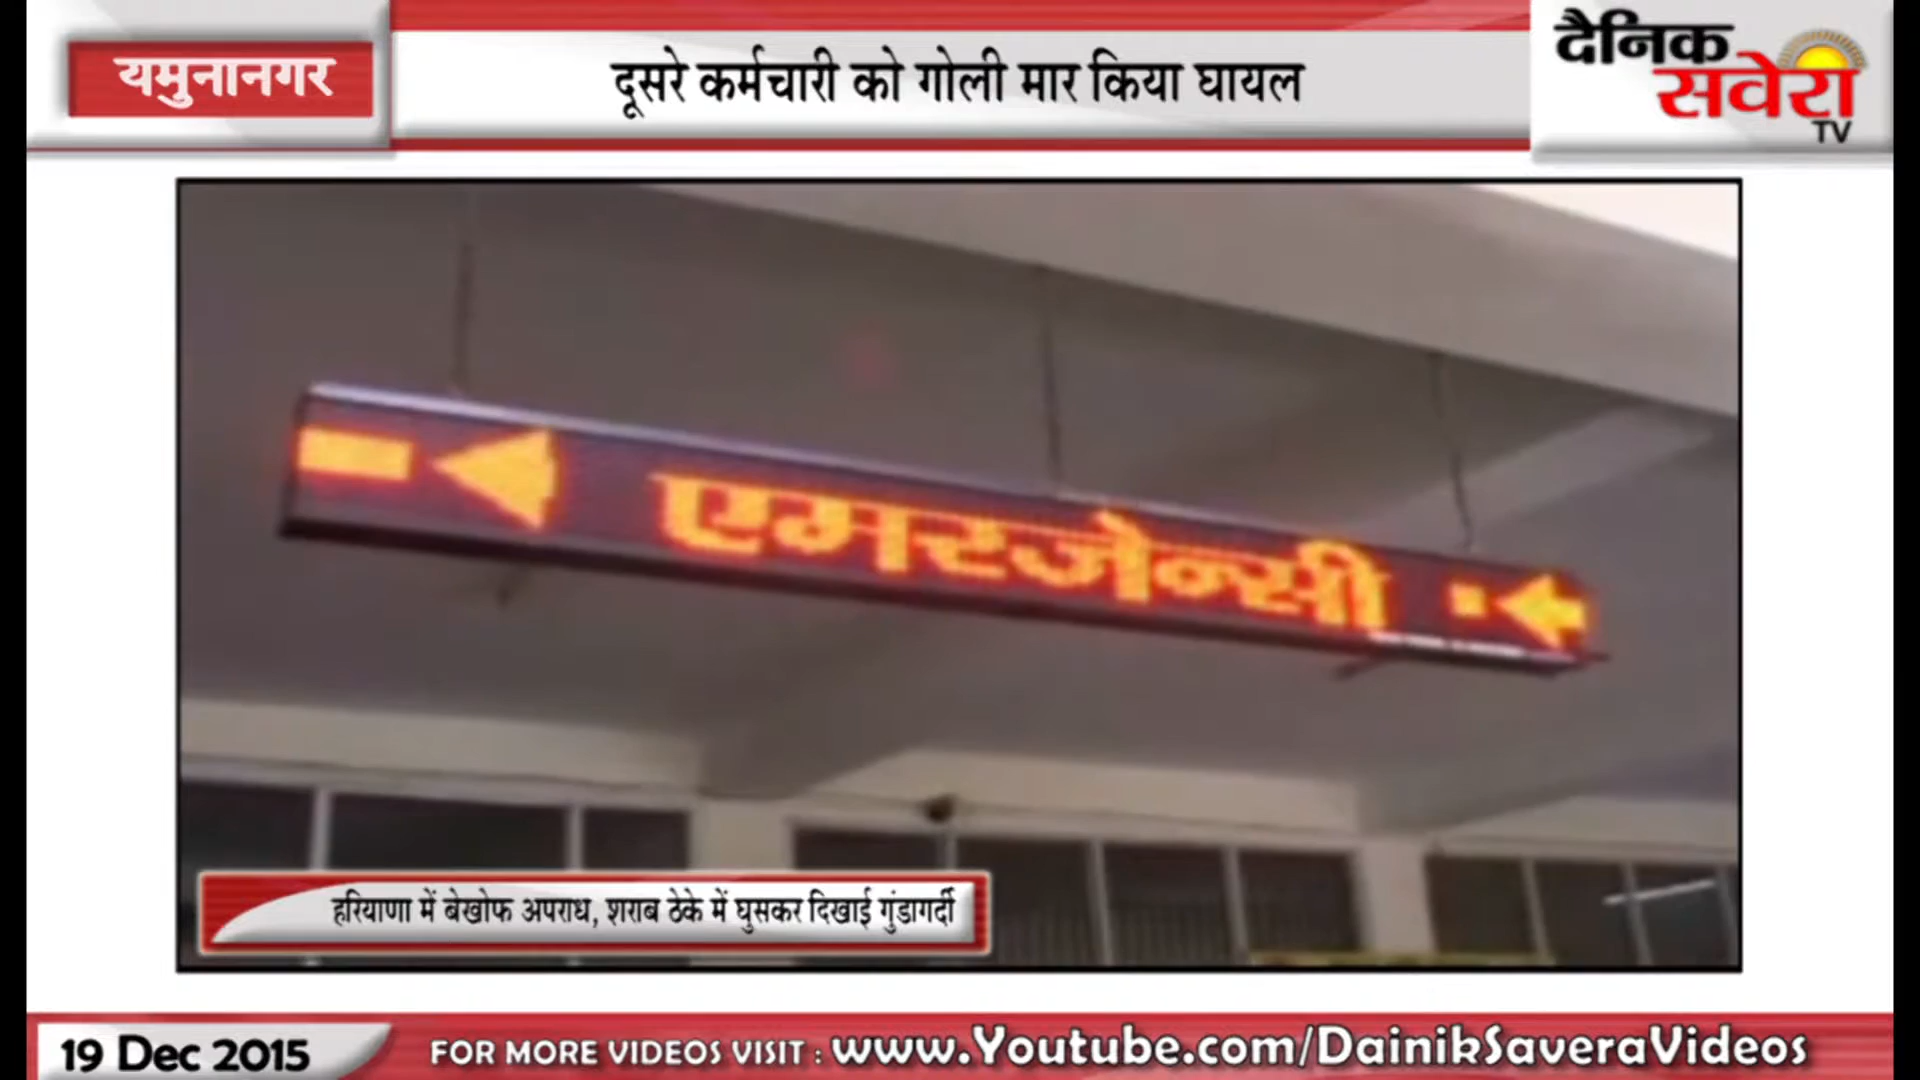 यमुनानगर
दूसरे कर्मचारी को गोली मार किया घायल
दैनिक
सवेरा
TV
एमरजेन्सी
हरियाणा में बेखोफ अपराध, शराब ठेके में घुसकर दिखाई गुंडागर्दी
19 Dec 2015
FOR MORE VIDEOS VISIT : www.Youtube.com/DainikSaveraVideos